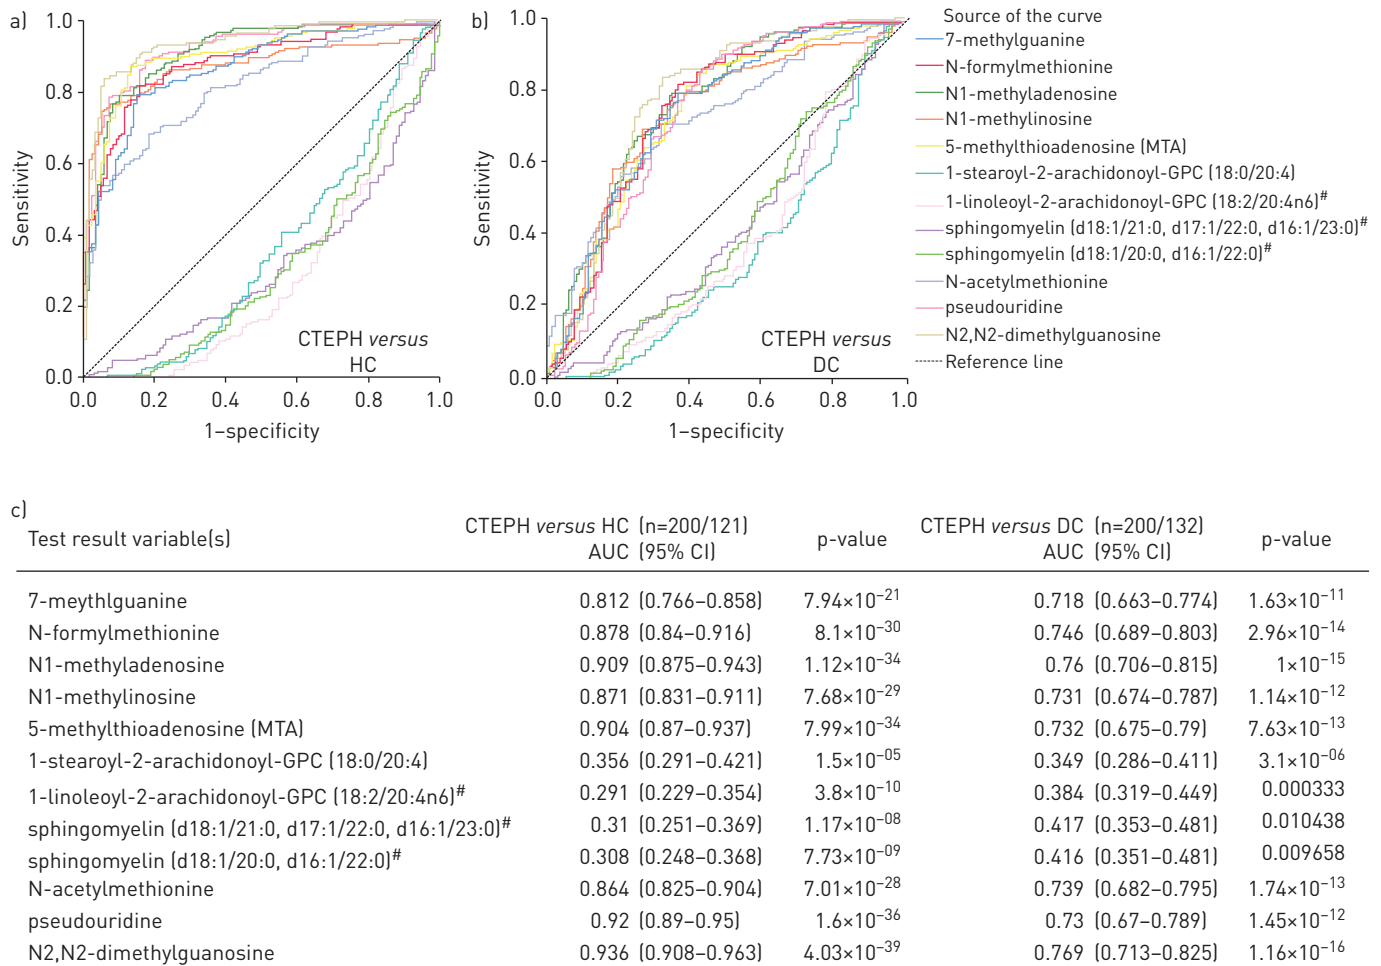 a)
1.0
0.8
0.6
0.4
0.2
0.0
Sensitivity
0.0 0.2 0.4 0.6 0.8 1.0
1–specificity
CTEPH versus
HC
b)
1.0
0.8
0.6
0.4
0.2
0.0
Sensitivity
0.0 0.2 0.4 0.6 0.8 1.0
1–specificity
CTEPH versus
DC
Source of the curve
7-methylguanine
N-formylmethionine
N1-methyladenosine
N1-methylinosine
5-methylthioadenosine (MTA)
1-stearoyl-2-arachidonoyl-GPC (18:0/20:4)
1-linoleoyl-2-arachidonoyl-GPC (18:2/20:4n6)#
sphingomyelin (d18:1/21:0, d17:1/22:0, d16:1/23:0)#
sphingomyelin (d18:1/20:0, d16:1/22:0)#
N-acetylmethionine
pseudouridine
N2,N2-dimethylguanosine
Reference line
c)
Test result variable(s) CTEPH versus HC (n=200/121) AUC (95% CI) p-value CTEPH versus DC (n=200/132) AUC (95% CI) p-value
7-meythlguanine 0.812 (0.766–0.858) 7.94×10⁻²¹ 0.718 (0.663–0.774) 1.63×10⁻¹¹
N-formylmethionine 0.878 (0.84–0.916) 8.1×10⁻³⁰ 0.746 (0.689–0.803) 2.96×10⁻¹⁴
N1-methyladenosine 0.909 (0.875–0.943) 1.12×10⁻³⁴ 0.76 (0.706–0.815) 1×10⁻¹⁵
N1-methylinosine 0.871 (0.831–0.911) 7.68×10⁻²⁹ 0.731 (0.674–0.787) 1.14×10⁻¹²
5-methylthioadenosine (MTA) 0.904 (0.87–0.937) 7.99×10⁻³⁴ 0.732 (0.675–0.79) 7.63×10⁻¹³
1-stearoyl-2-arachidonoyl-GPC (18:0/20:4) 0.356 (0.291–0.421) 1.5×10⁻⁰⁵ 0.349 (0.286–0.411) 3.1×10⁻⁰⁶
1-linoleoyl-2-arachidonoyl-GPC (18:2/20:4n6)# 0.291 (0.229–0.354) 3.8×10⁻¹⁰ 0.384 (0.319–0.449) 0.000333
sphingomyelin (d18:1/21:0, d17:1/22:0, d16:1/23:0)# 0.31 (0.251–0.369) 1.17×10⁻⁰⁸ 0.417 (0.353–0.481) 0.010438
sphingomyelin (d18:1/20:0, d16:1/22:0)# 0.308 (0.248–0.368) 7.73×10⁻⁰⁹ 0.416 (0.351–0.481) 0.009658
N-acetylmethionine 0.864 (0.825–0.904) 7.01×10⁻²⁸ 0.739 (0.682–0.795) 1.74×10⁻¹³
pseudouridine 0.92 (0.89–0.95) 1.6×10⁻³⁶ 0.73 (0.67–0.789) 1.45×10⁻¹²
N2,N2-dimethylguanosine 0.936 (0.908–0.963) 4.03×10⁻³⁹ 0.769 (0.713–0.825) 1.16×10⁻¹⁶